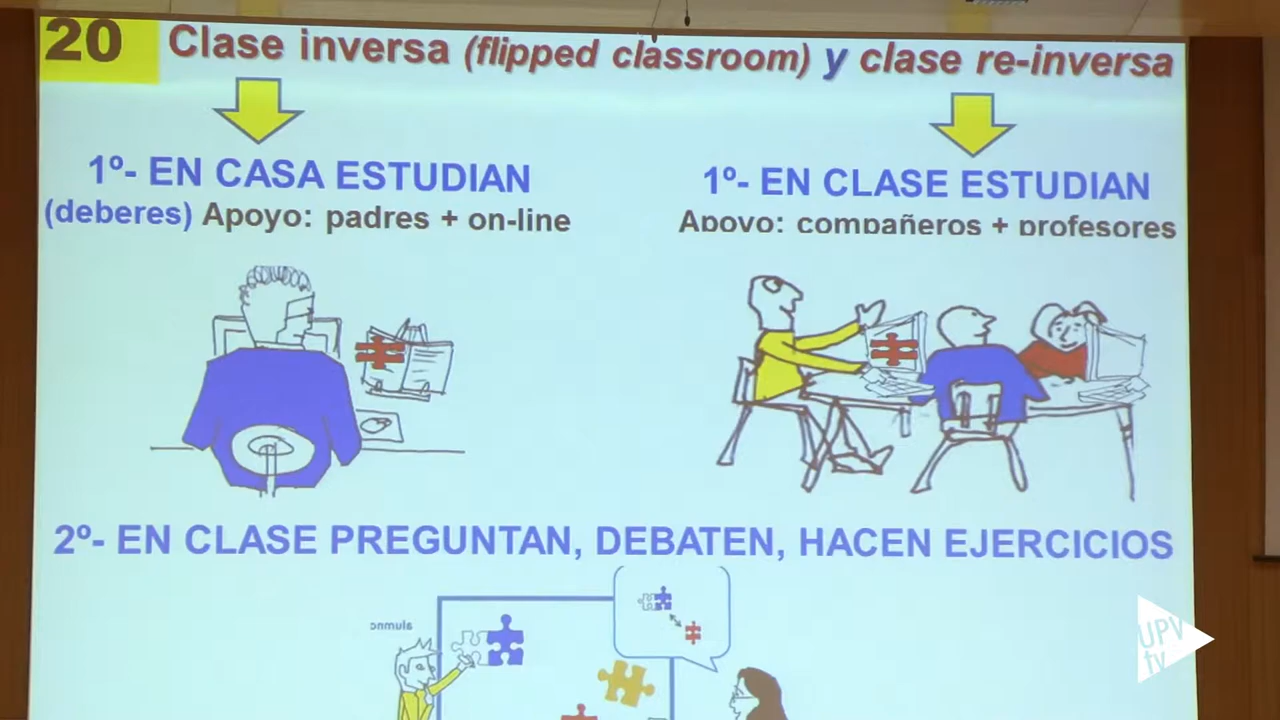 20 Clase inversa (flipped classroom) y clase re-inversa
1º- EN CASA ESTUDIAN
(deberes) Apoyo: padres + on-line
1º- EN CLASE ESTUDIAN
Apoyo: compañeros + profesores
2º- EN CLASE PREGUNTAN, DEBATEN, HACEN EJERCICIOS
alumno
UPV
tv